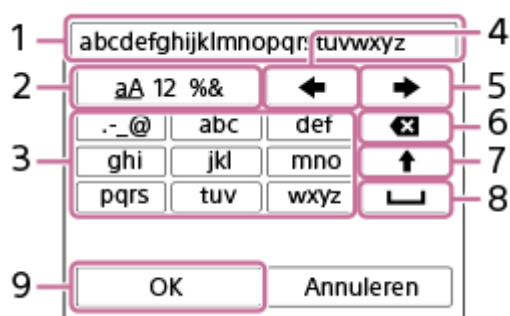 4
1 abcdefghijklmnopqrstuvwxyz
2 aA 12 %& 5
.-_@ abc def 6
3 ghi jkl mno 7
pqrs tuv wxyz 8
9 OK Annuleren